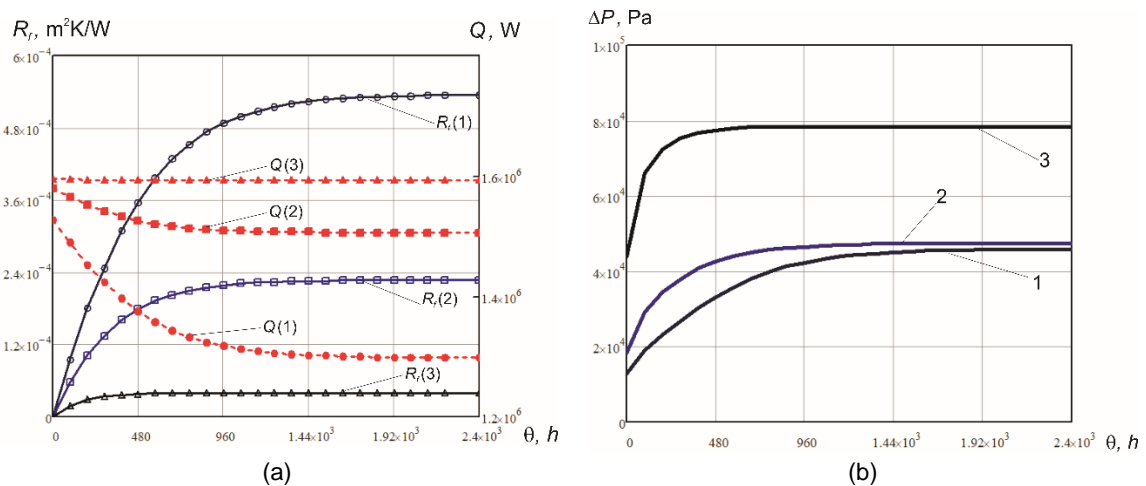 R_f, m²K/W
Q, W
6×10⁻⁴
4.8×10⁻⁴
3.6×10⁻⁴
2.4×10⁻⁴
1.2×10⁻⁴
0
1.6×10⁶
1.4×10⁶
1.2×10⁶
R_f(1)
Q(3)
Q(2)
R_f(2)
Q(1)
R_f(3)
0 480 960 1.44×10³ 1.92×10³ 2.4×10³
θ, h
(a)
ΔP, Pa
1×10⁵
8×10⁴
6×10⁴
4×10⁴
2×10⁴
0
3
2
1
0 480 960 1.44×10³ 1.92×10³ 2.4×10³
θ, h
(b)